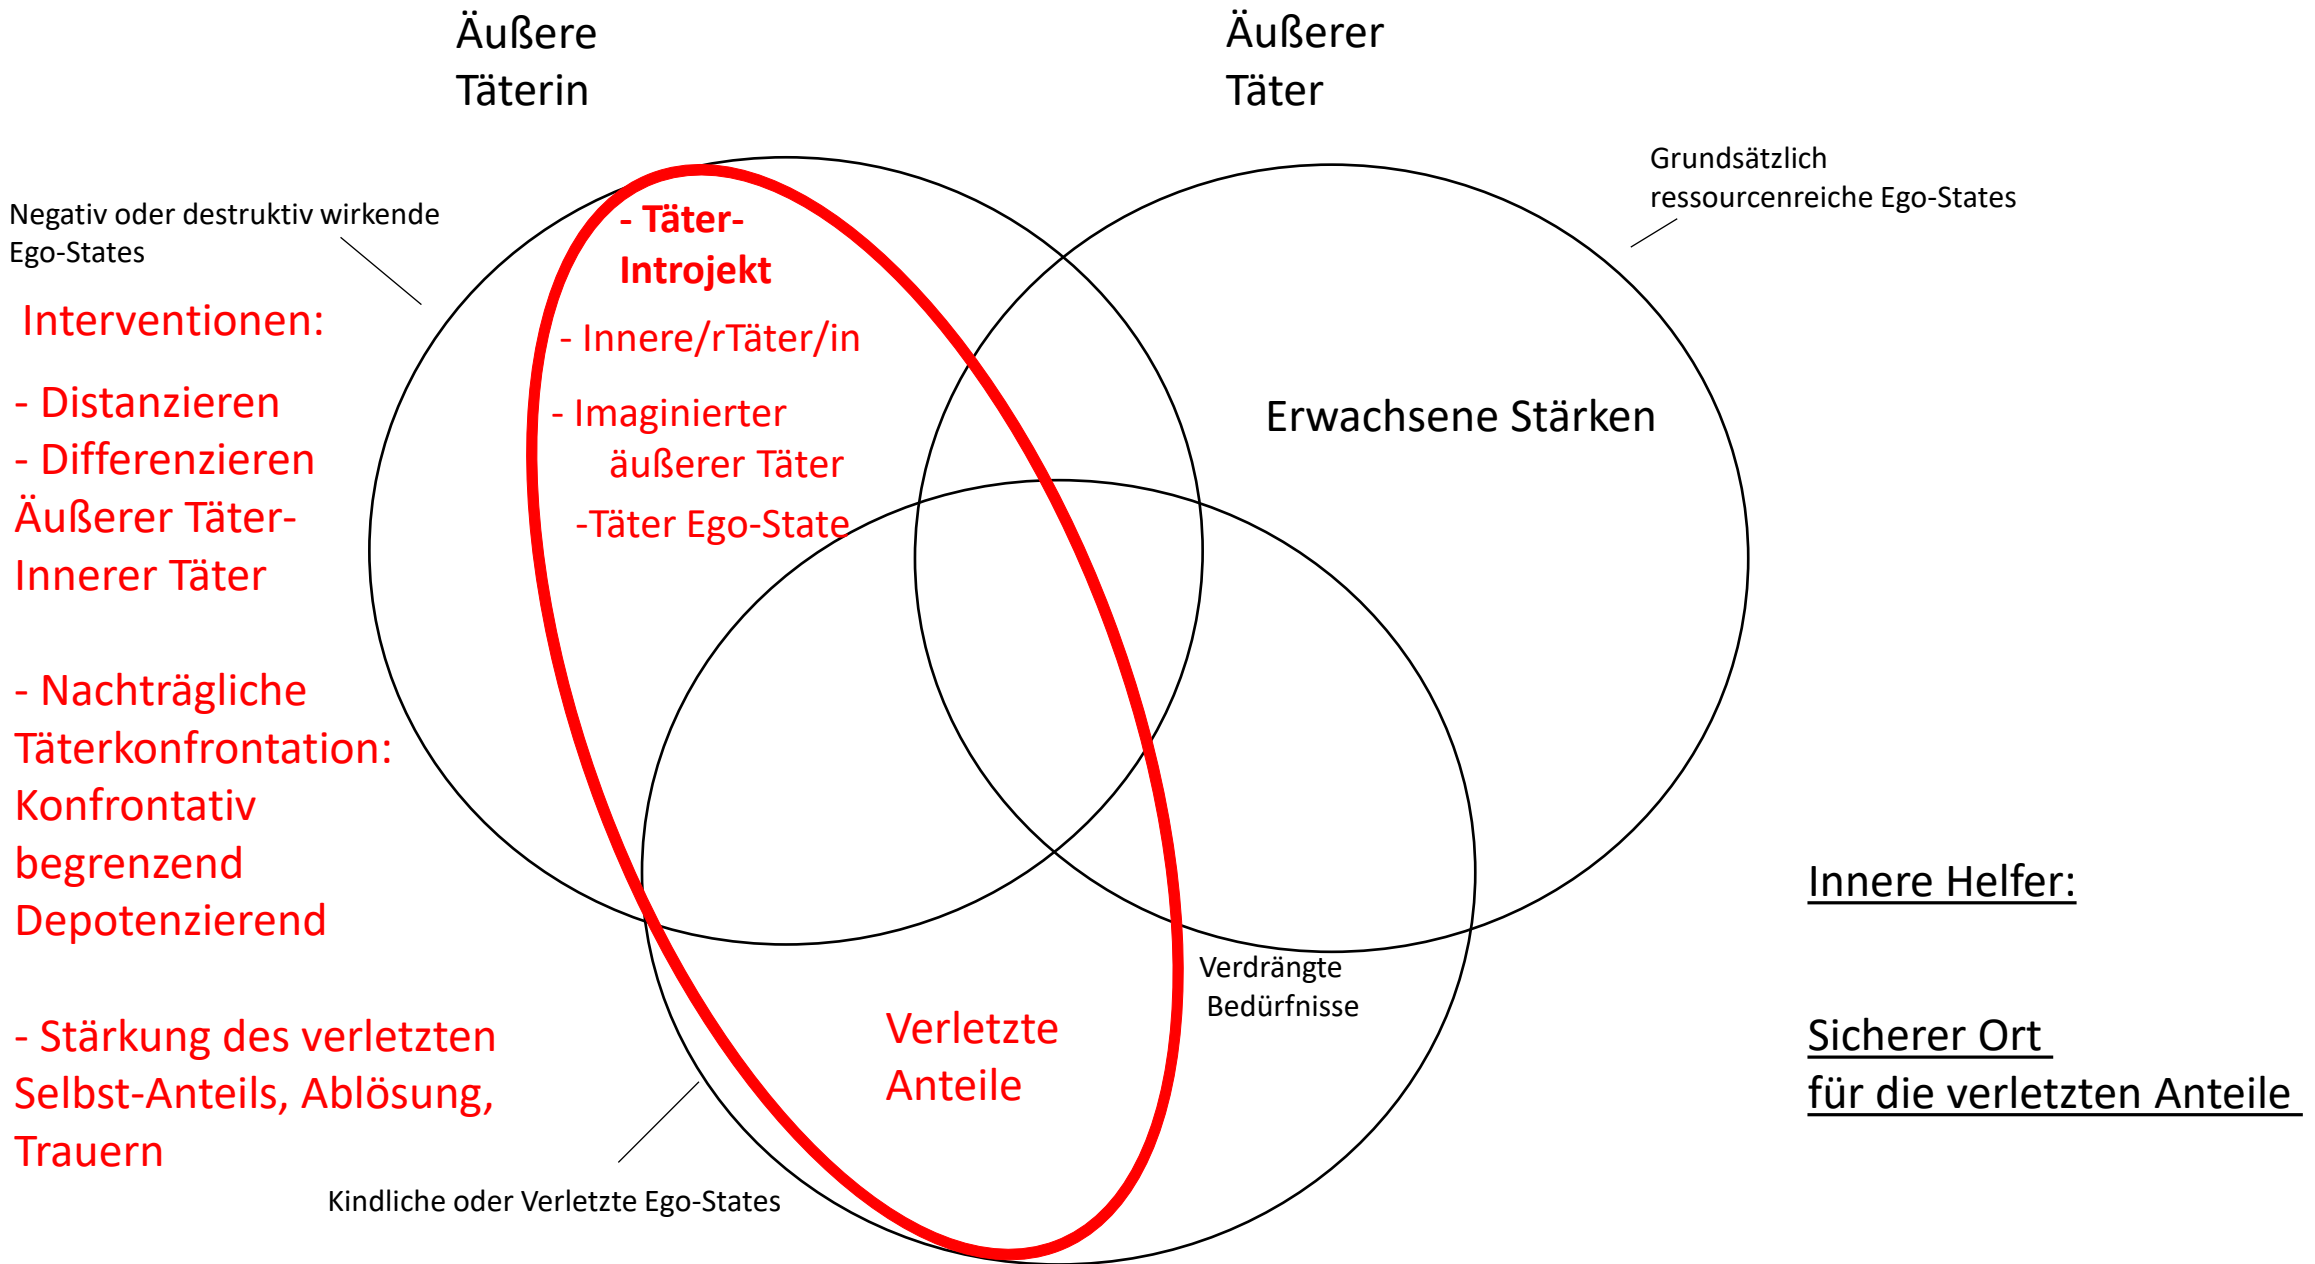 Äußere
Täterin
Äußerer
Täter
Grundsätzlich
ressourcenreiche Ego-States
Negativ oder destruktiv wirkende
Ego-States
- Täter-
Introjekt
- Innere/rTäter/in
- Imaginierter
äußerer Täter
-Täter Ego-State
Erwachsene Stärken
Interventionen:
- Distanzieren
- Differenzieren
Äußerer Täter-
Innerer Täter
- Nachträgliche
Täterkonfrontation:
Konfrontativ
begrenzend
Depotenzierend
- Stärkung des verletzten
Selbst-Anteils, Ablösung,
Trauern
Verdrängte
Bedürfnisse
Verletzte
Anteile
Kindliche oder Verletzte Ego-States
Innere Helfer:
Sicherer Ort
für die verletzten Anteile